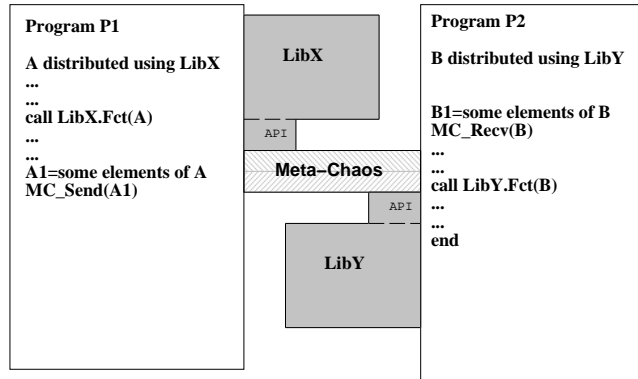 Program P1
A distributed using LibX
...
...
call LibX.Fct(A)
...
...
A1=some elements of A
MC_Send(A1)
LibX
API
Meta-Chaos
API
LibY
Program P2
B distributed using LibY
B1=some elements of B
MC_Recv(B)
...
...
call LibY.Fct(B)
...
...
end